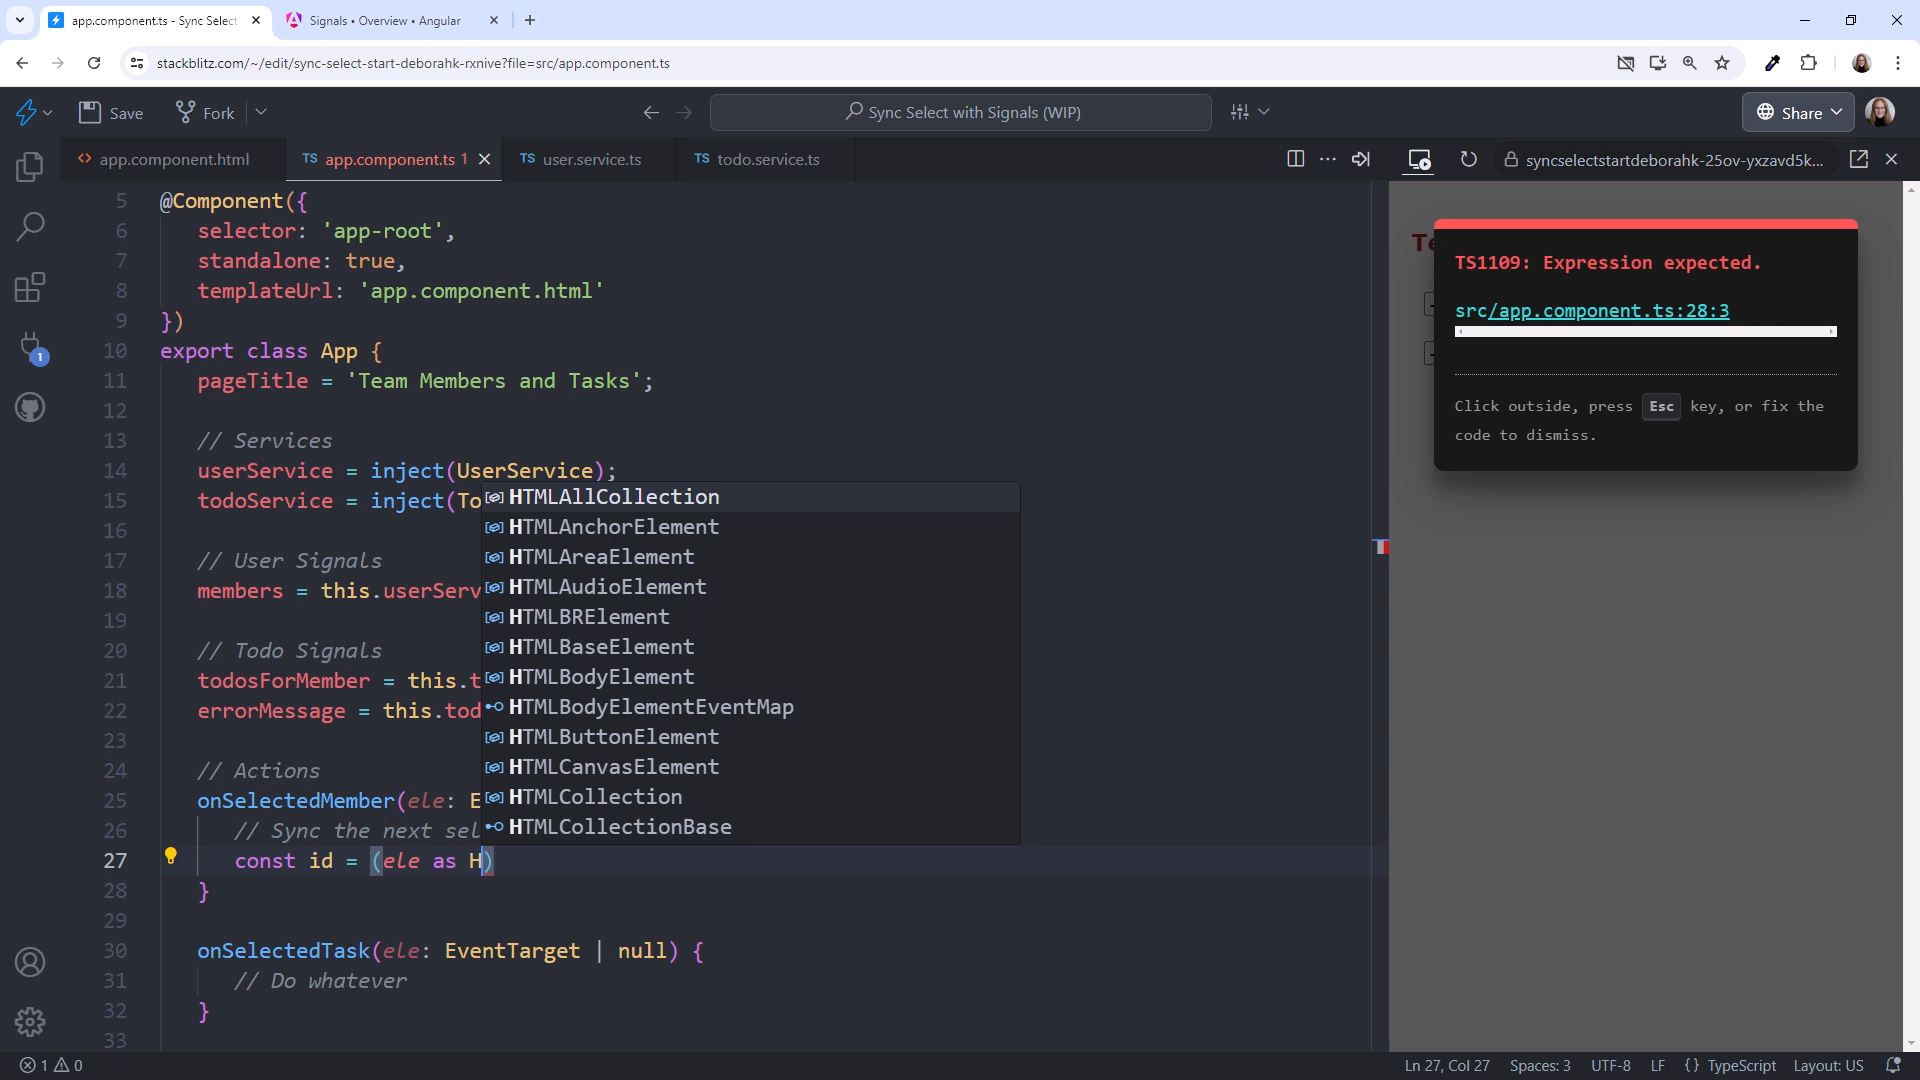 app.component.ts - Sync Select
Signals • Overview • Angular
stackblitz.com/~/edit/sync-select-start-deborahk-rxnive?file=src/app.component.ts
Save
Fork
Sync Select with Signals (WIP)
Share
app.component.html
TS app.component.ts 1
TS user.service.ts
TS todo.service.ts
syncselectstartdeborahk-25ov-yxzavd5k...
5 @Component({
6 selector: 'app-root',
7 standalone: true,
8 templateUrl: 'app.component.html'
9 })
10 export class App {
11 pageTitle = 'Team Members and Tasks';
12
13 // Services
14 userService = inject(UserService);
15 todoService = inject(To
16
17 // User Signals
18 members = this.userServ
19
20 // Todo Signals
21 todosForMember = this.t
22 errorMessage = this.tod
23
24 // Actions
25 onSelectedMember(ele: E
26 // Sync the next sel
27 const id = (ele as H)
28 }
29
30 onSelectedTask(ele: EventTarget | null) {
31 // Do whatever
32 }
33
HTMLAllCollection
HTMLAnchorElement
HTMLAreaElement
HTMLAudioElement
HTMLBRElement
HTMLBaseElement
HTMLBodyElement
HTMLBodyElementEventMap
HTMLButtonElement
HTMLCanvasElement
HTMLCollection
HTMLCollectionBase
1
Te
TS1109: Expression expected.
src/app.component.ts:28:3
Click outside, press Esc key, or fix the
code to dismiss.
1 0
Ln 27, Col 27
Spaces: 3
UTF-8
LF
{} TypeScript
Layout: US